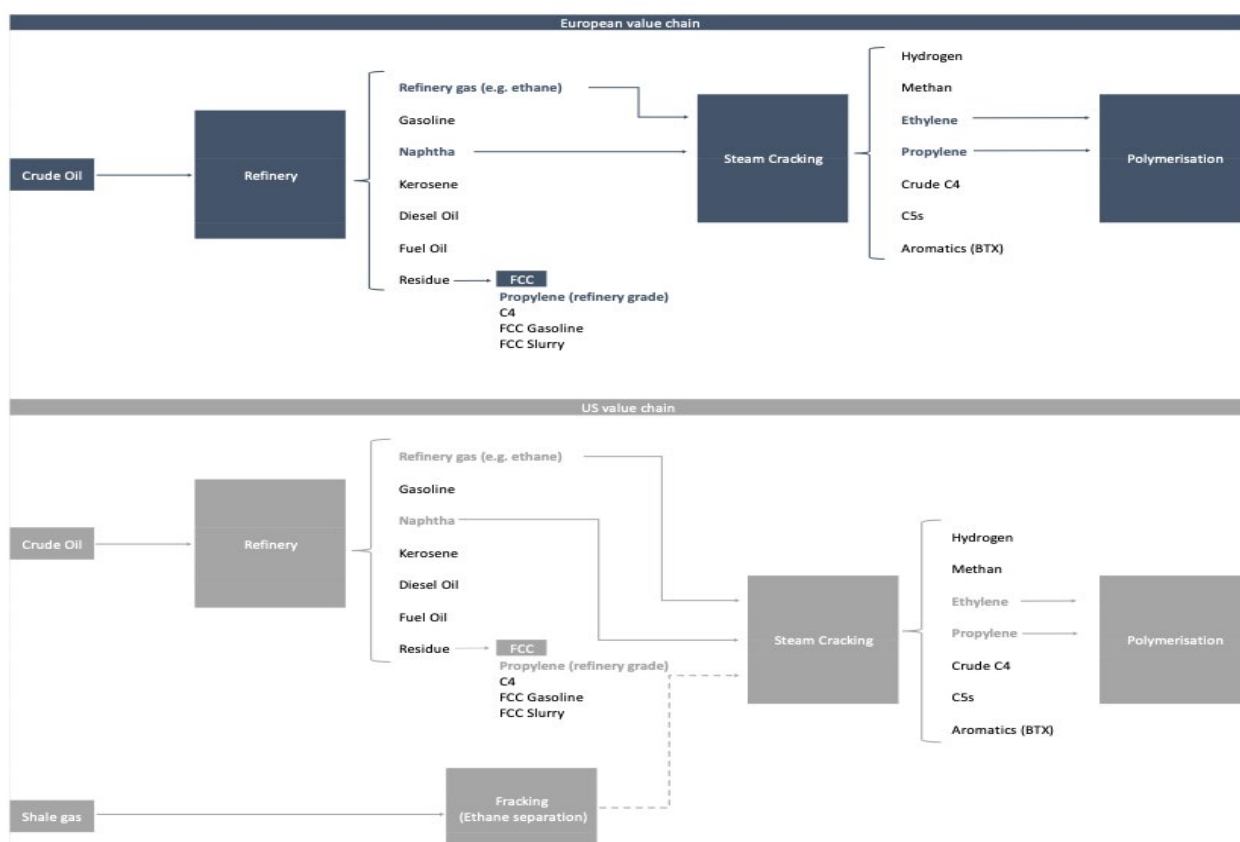 European value chain
Crude Oil
Refinery
Refinery gas (e.g. ethane)
Gasoline
Naphtha
Kerosene
Diesel Oil
Fuel Oil
Residue
FCC
Propylene (refinery grade)
C4
FCC Gasoline
FCC Slurry
Steam Cracking
Hydrogen
Methan
Ethylene
Propylene
Crude C4
C5s
Aromatics (BTX)
Polymerisation
US value chain
Crude Oil
Refinery
Refinery gas (e.g. ethane)
Gasoline
Naphtha
Kerosene
Diesel Oil
Fuel Oil
Residue
FCC
Propylene (refinery grade)
C4
FCC Gasoline
FCC Slurry
Shale gas
Fracking
(Ethane separation)
Steam Cracking
Hydrogen
Methan
Ethylene
Propylene
Crude C4
C5s
Aromatics (BTX)
Polymerisation